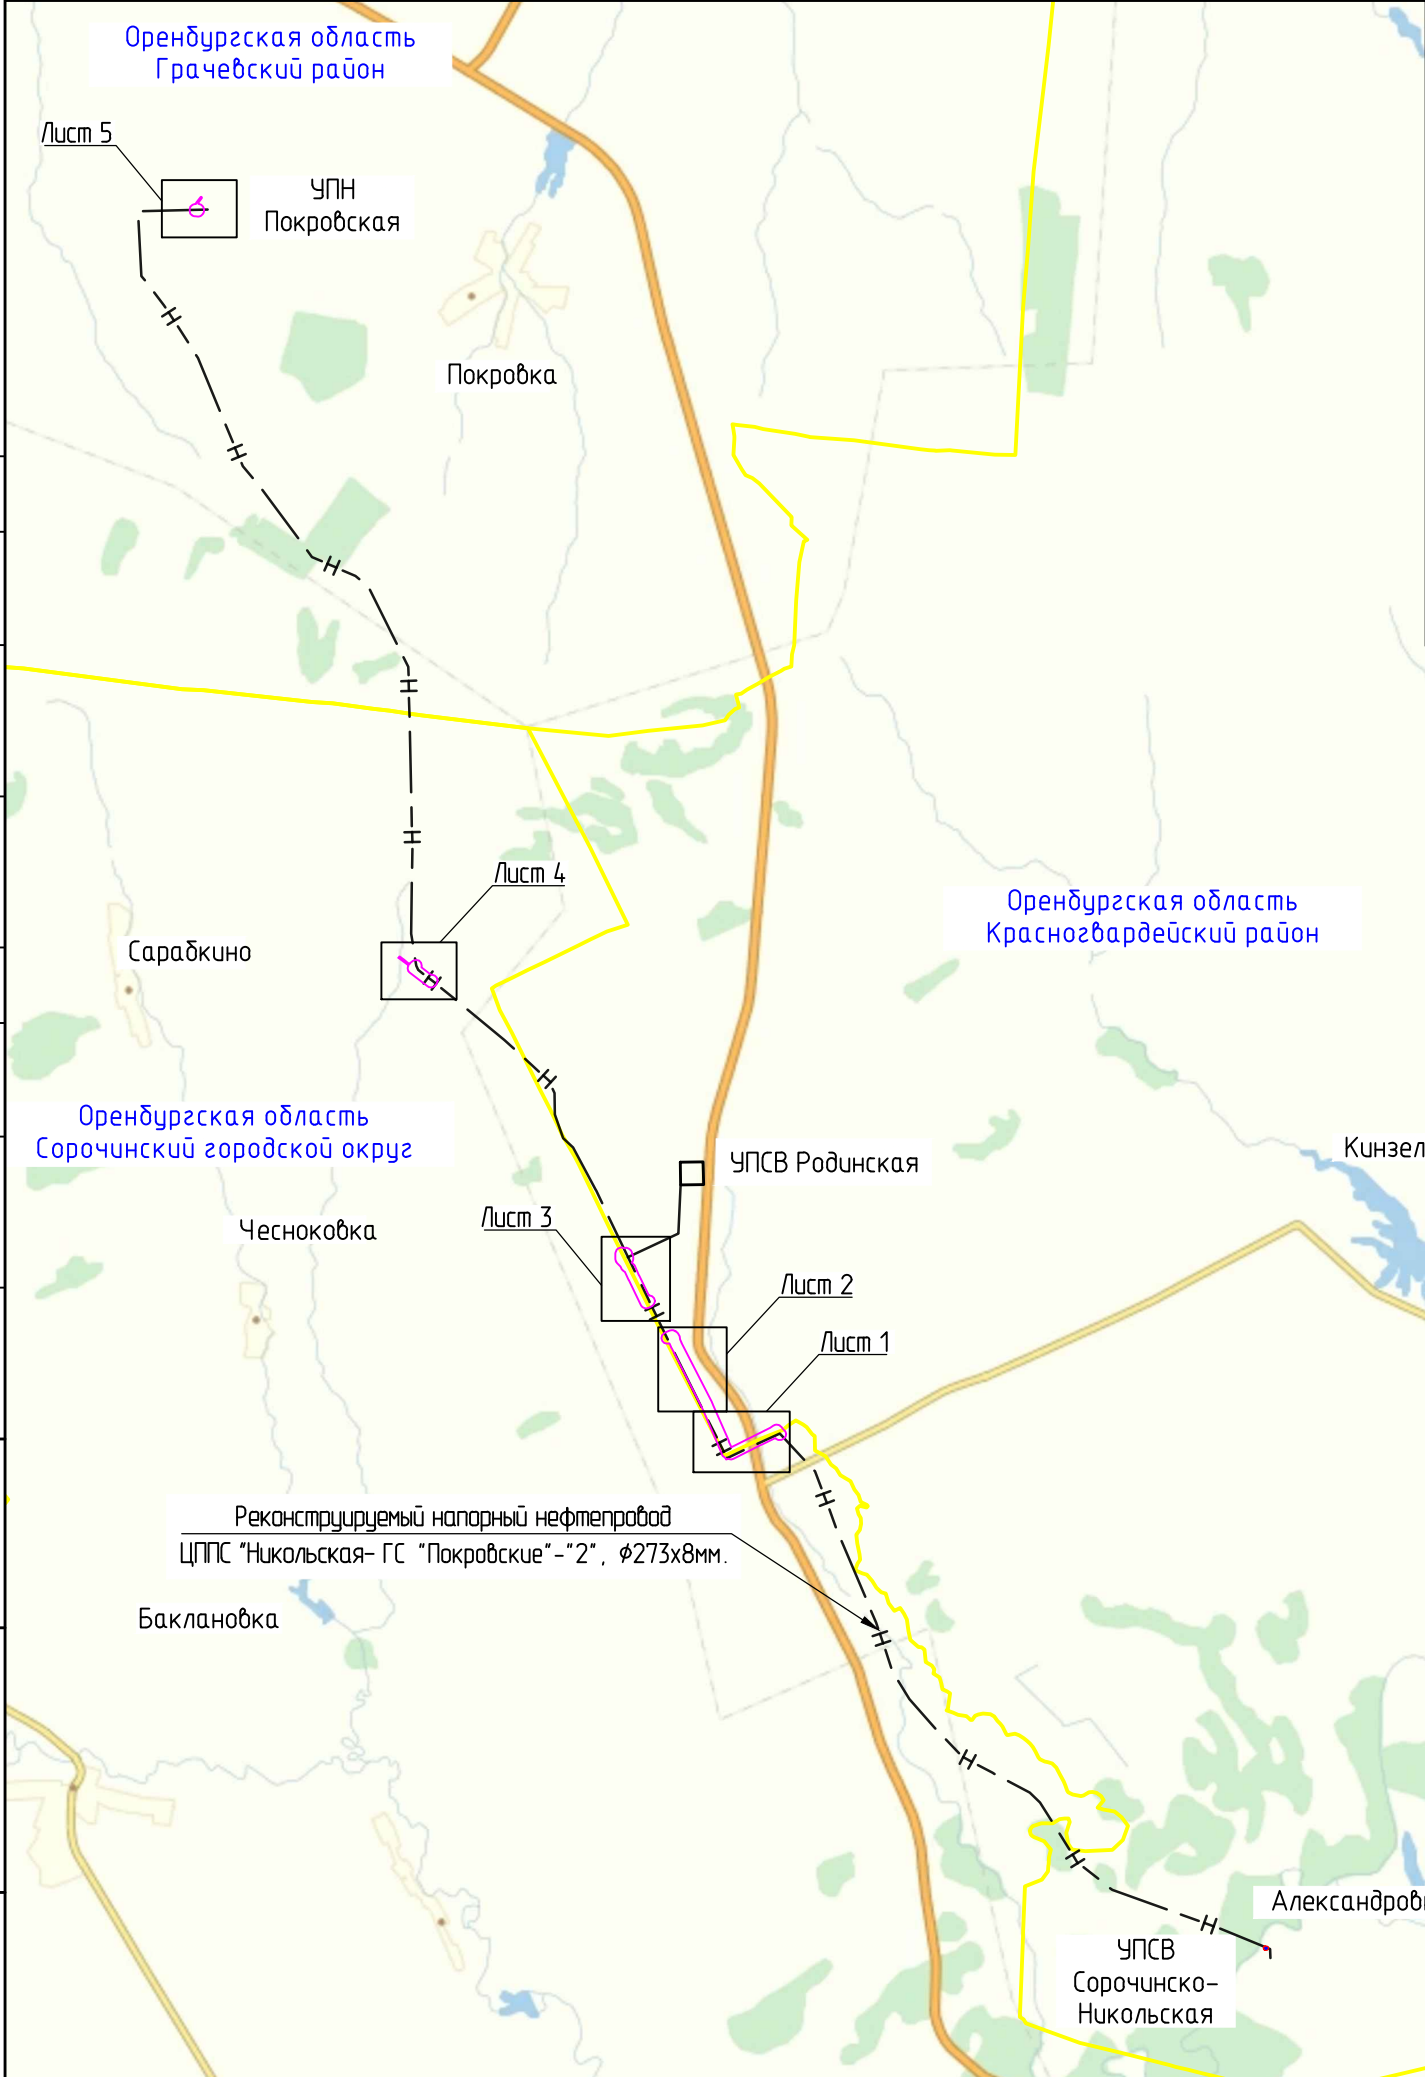 Оренбургская область
Грачевский район
Лист 5
УПН
Покровская
Покровка
Лист 4
Оренбургская область
Красногвардейский район
Сарабкино
Оренбургская область
Сорочинский городской округ
Кинзел
УПСВ Родинская
Лист 3
Чесноковка
Лист 2
Лист 1
Реконструируемый напорный нефтепровод
ЦППС "Никольская- ГС "Покровские"-"2", ϕ273х8мм.
Баклановка
Александров
УПСВ
Сорочинско-
Никольская
Н
Н
Н
Н
Н
Н
Н
Н
Н
Н
Н
Н
Н
Н